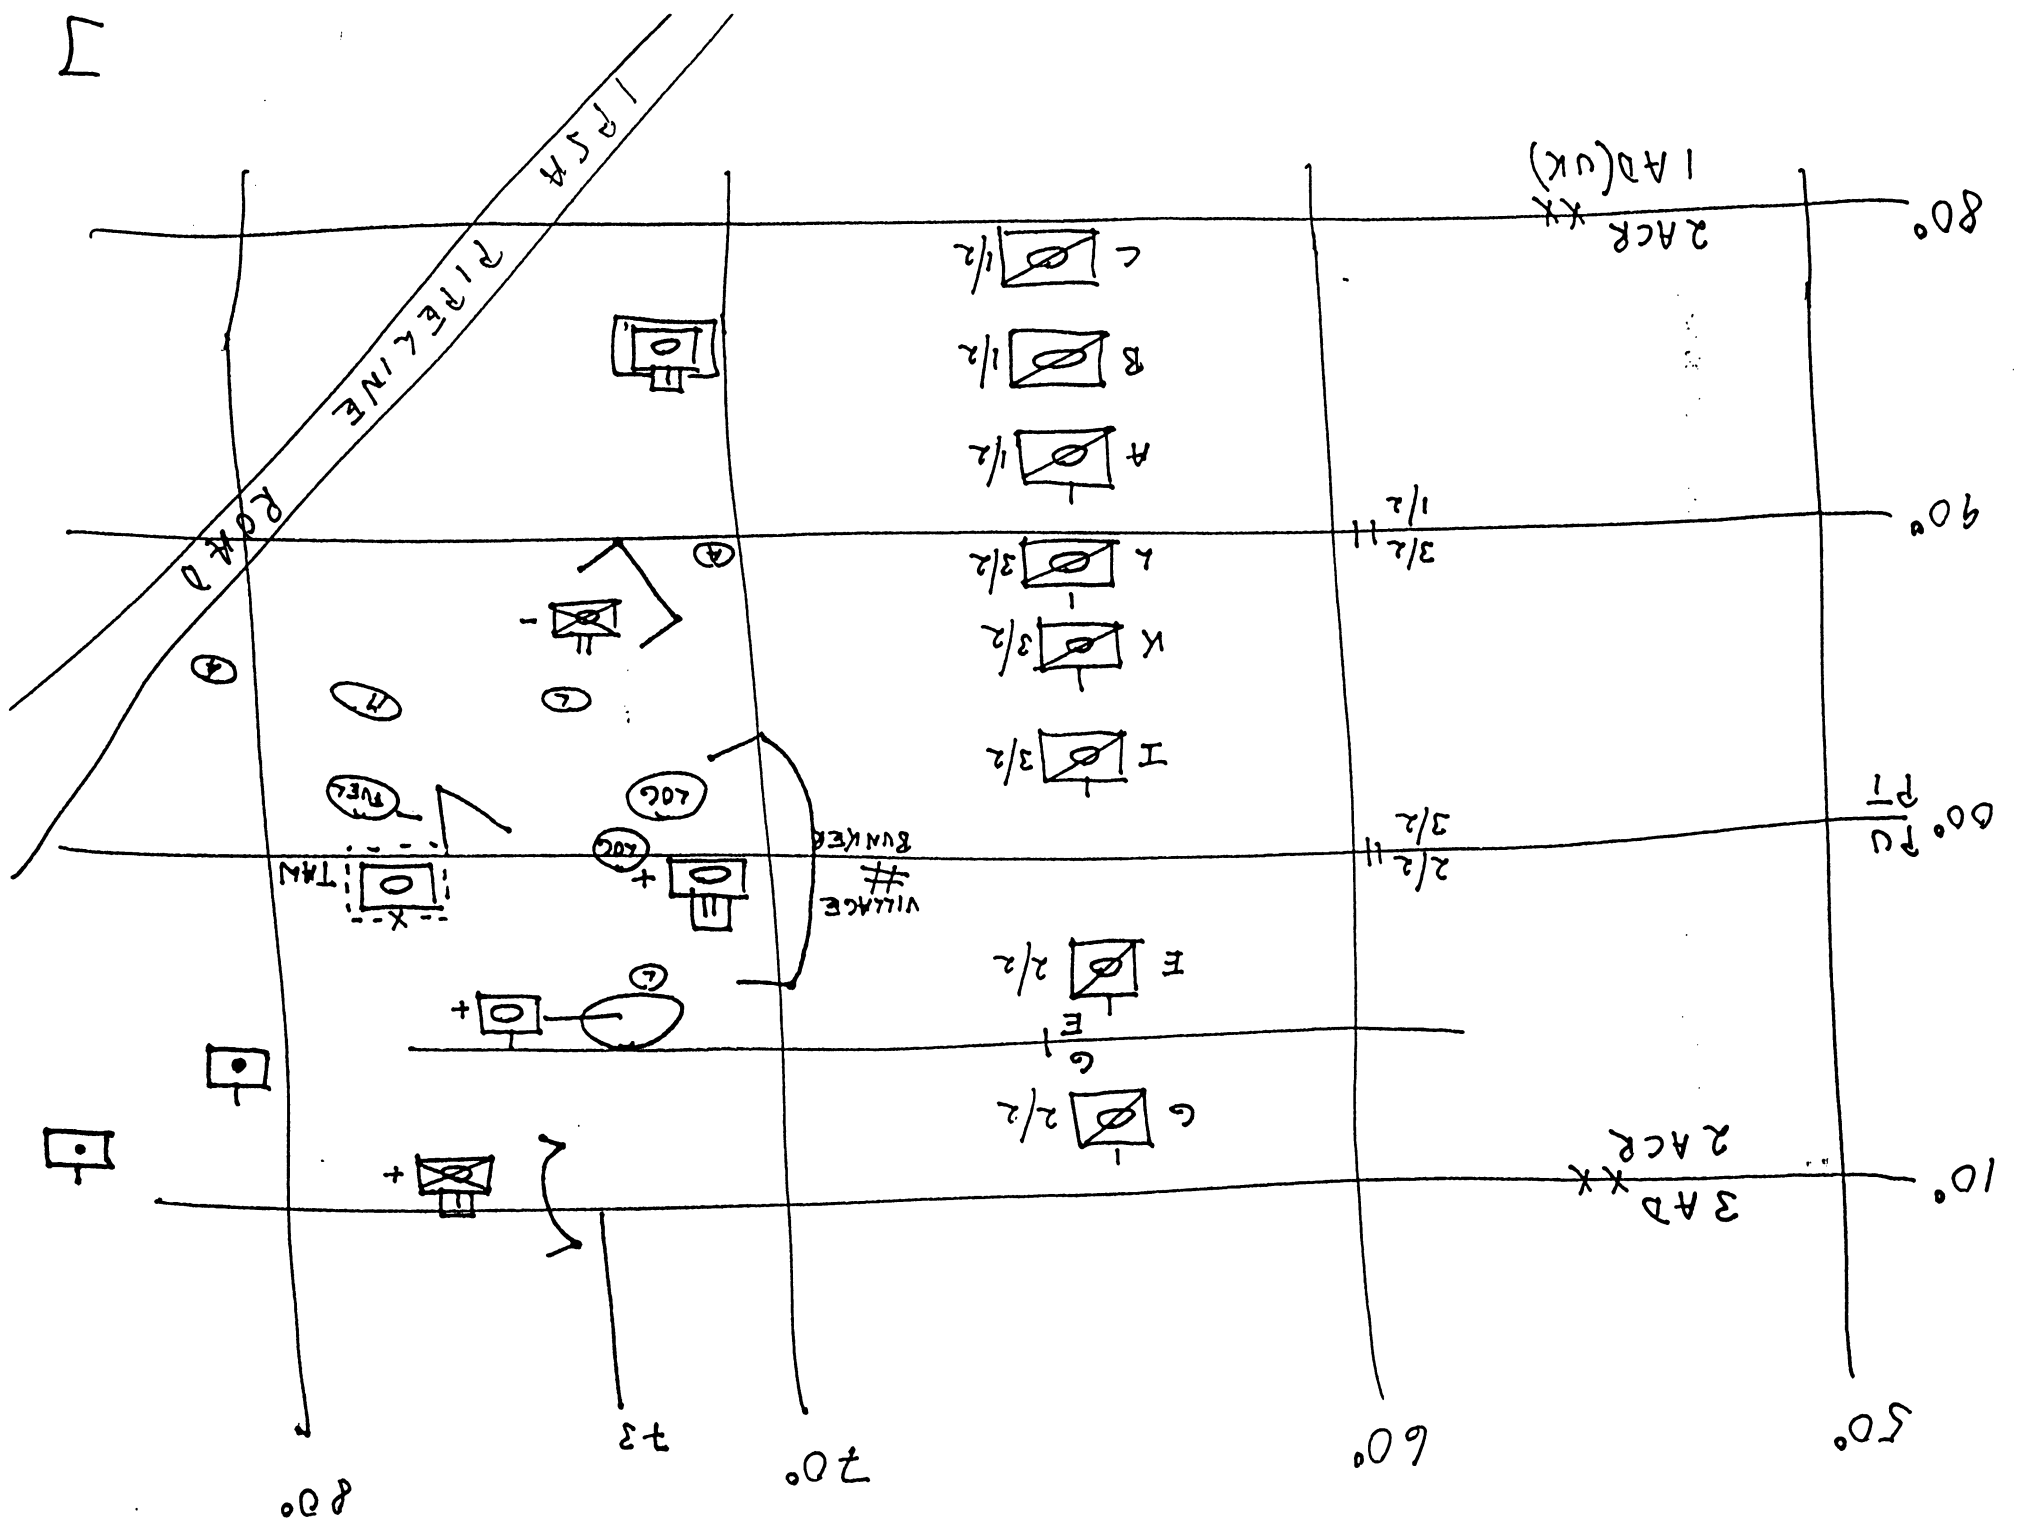 50°
60°
70°
73
80°
3 AD
2 ACR
10°
G
2/2
G
E
E
2/2
+
+
L
VILLAGE
BUNKER
+
TAW
PU
PT
00°
2/2
3/2
LOG
LOG
FUEL
I
3/2
K
3/2
L
3/2
L
M
A
-
A
3/2
1/2
90°
A
1/2
B
1/2
C
1/2
2 ACR
1 AD (UK)
80°
IPSA PIPELINE ROAD